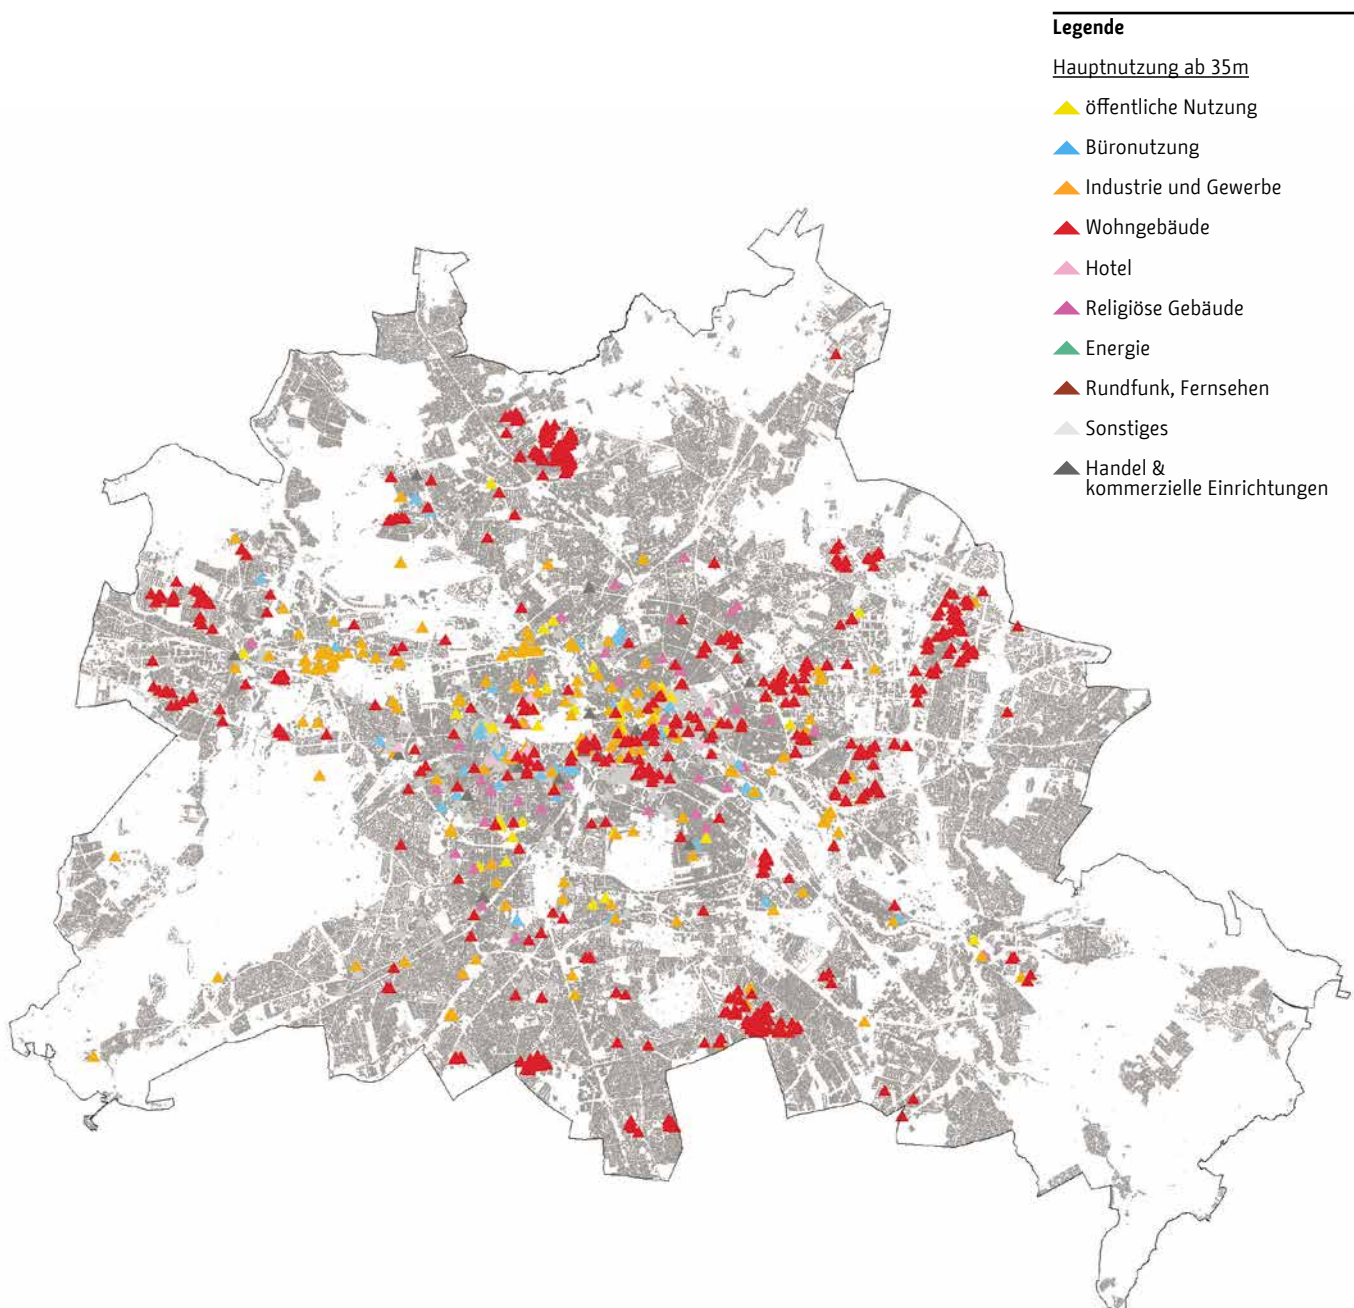 Legende
Hauptnutzung ab 35m
öffentliche Nutzung
Büronutzung
Industrie und Gewerbe
Wohngebäude
Hotel
Religiöse Gebäude
Energie
Rundfunk, Fernsehen
Sonstiges
Handel &
kommerzielle Einrichtungen